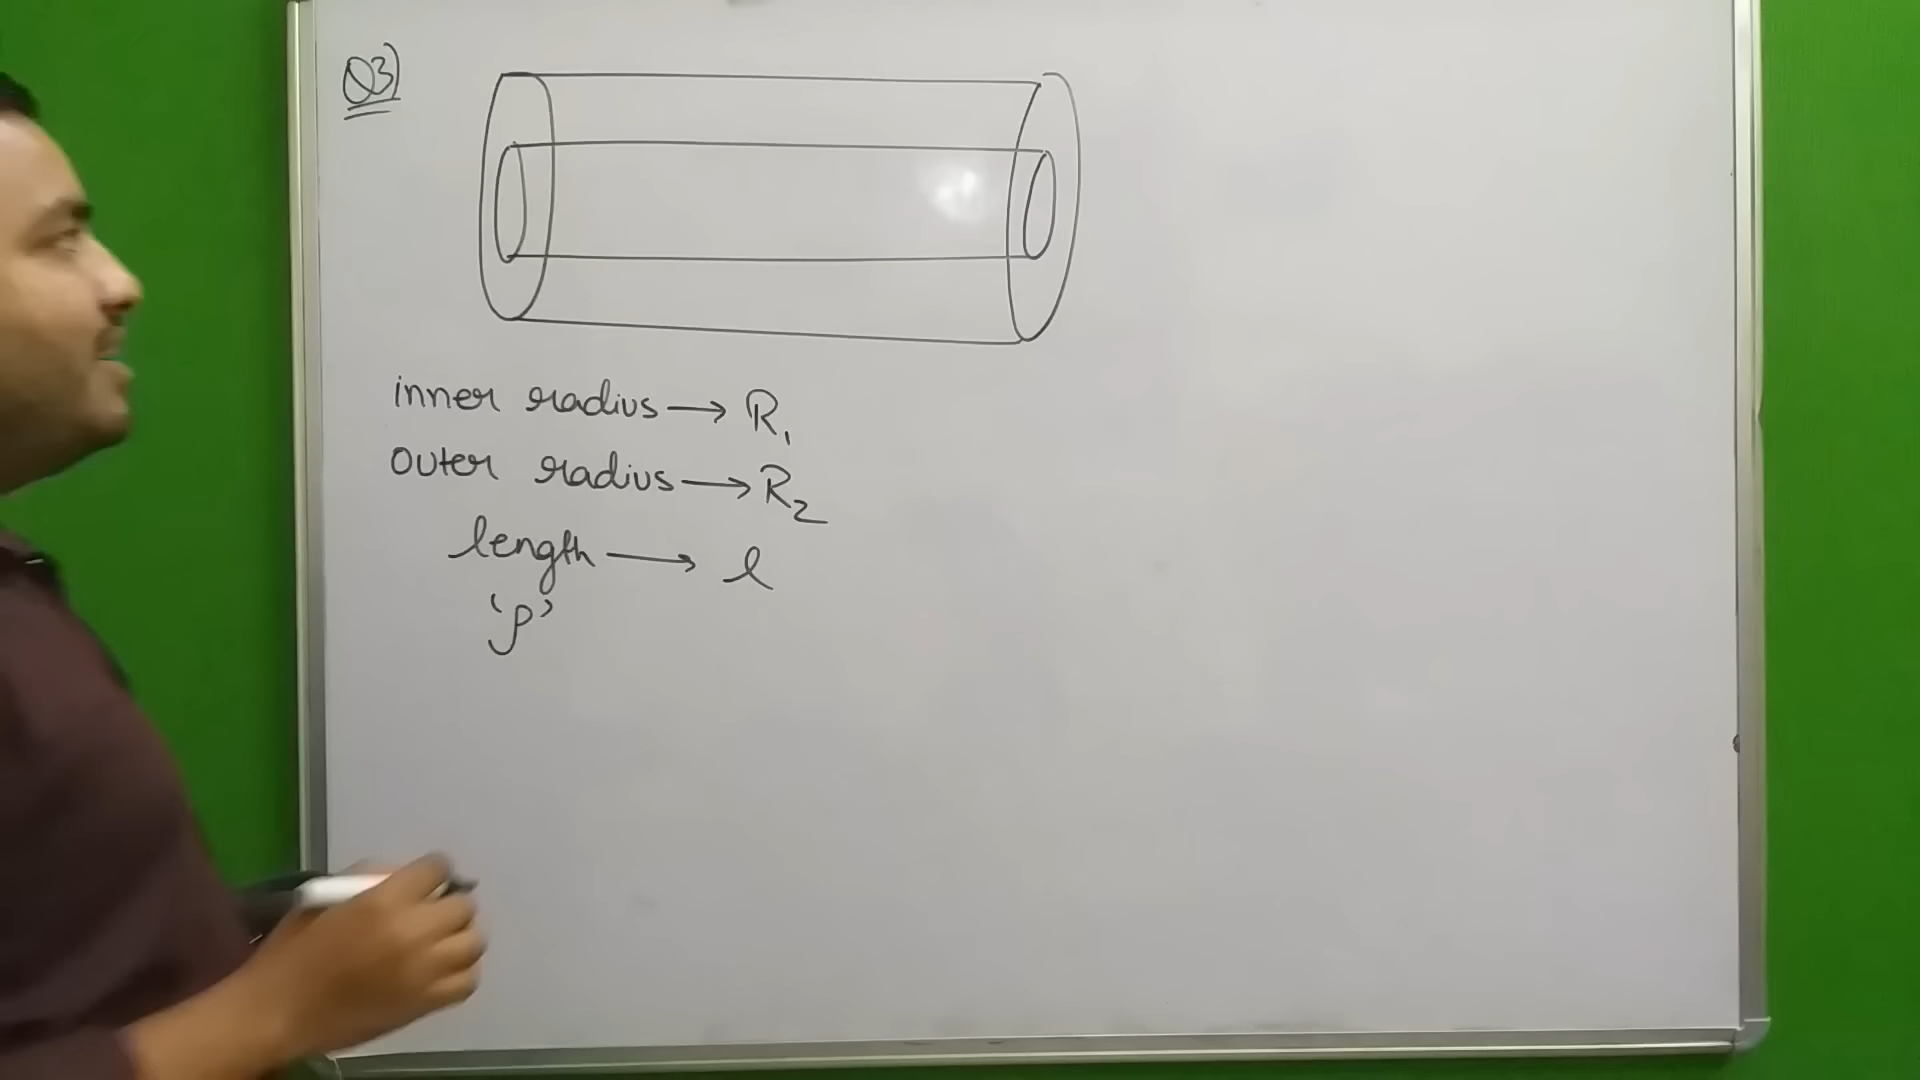 Q3)
inner radius → R₁
outer radius → R₂
length → l
'ρ'